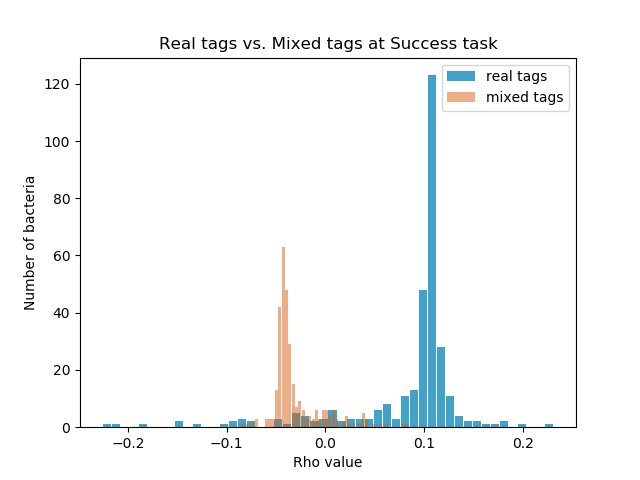 Real tags vs. Mixed tags at Success task
real tags
mixed tags
Number of bacteria
120
100
80
60
40
20
0
−0.2
−0.1
0.0
0.1
0.2
Rho value